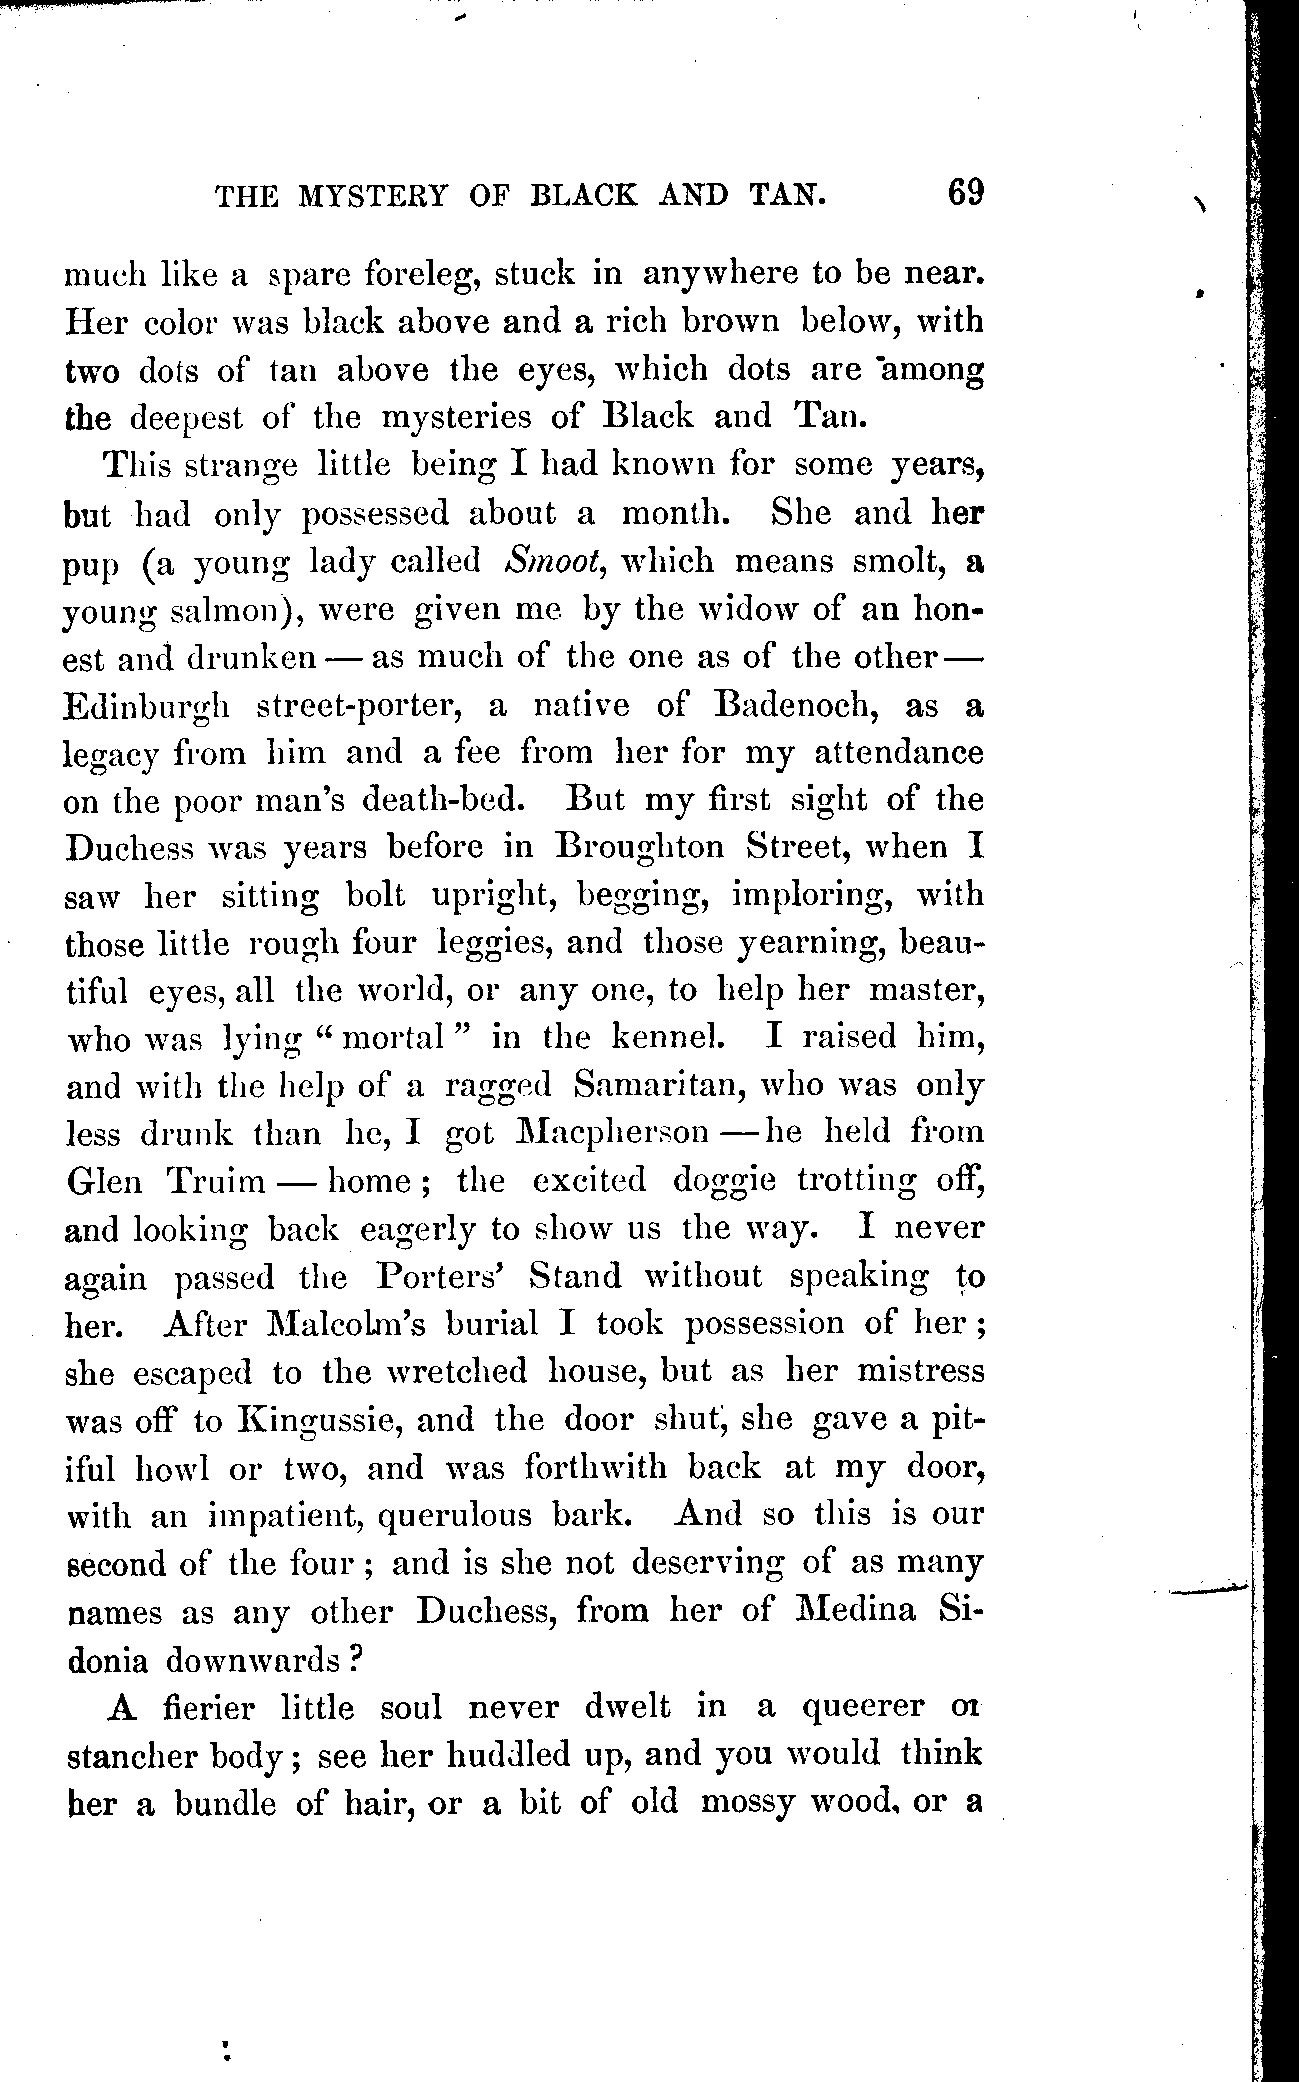 THE MYSTERY OF BLACK AND TAN. 69
much like a spare foreleg, stuck in anywhere to be near.
Her color was black above and a rich brown below, with
two dots of tan above the eyes, which dots are among
the deepest of the mysteries of Black and Tan.
This strange little being I had known for some years,
but had only possessed about a month. She and her
pup (a young lady called Smoot, which means smolt, a
young salmon), were given me by the widow of an hon-
est and drunken — as much of the one as of the other —
Edinburgh street-porter, a native of Badenoch, as a
legacy from him and a fee from her for my attendance
on the poor man's death-bed. But my first sight of the
Duchess was years before in Broughton Street, when I
saw her sitting bolt upright, begging, imploring, with
those little rough four leggies, and those yearning, beau-
tiful eyes, all the world, or any one, to help her master,
who was lying “ mortal ” in the kennel. I raised him,
and with the help of a ragged Samaritan, who was only
less drunk than he, I got Macpherson — he held from
Glen Truim — home ; the excited doggie trotting off,
and looking back eagerly to show us the way. I never
again passed the Porters' Stand without speaking to
her. After Malcolm's burial I took possession of her ;
she escaped to the wretched house, but as her mistress
was off to Kingussie, and the door shut, she gave a pit-
iful howl or two, and was forthwith back at my door,
with an impatient, querulous bark. And so this is our
second of the four ; and is she not deserving of as many
names as any other Duchess, from her of Medina Si-
donia downwards ?
A fierier little soul never dwelt in a queerer or
stancher body ; see her huddled up, and you would think
her a bundle of hair, or a bit of old mossy wood, or a